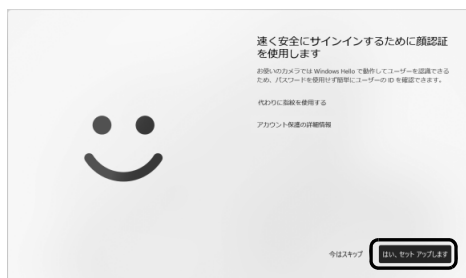 速く安全にサインインするために顔認証
を使用します
お使いのカメラでは Windows Hello で動作してユーザーを認識できる
ため、パスワードを使用せず簡単にユーザーの ID を確認できます。
代わりに指紋を使用する
アカウント保護の詳細情報
今はスキップ
はい、セット アップします